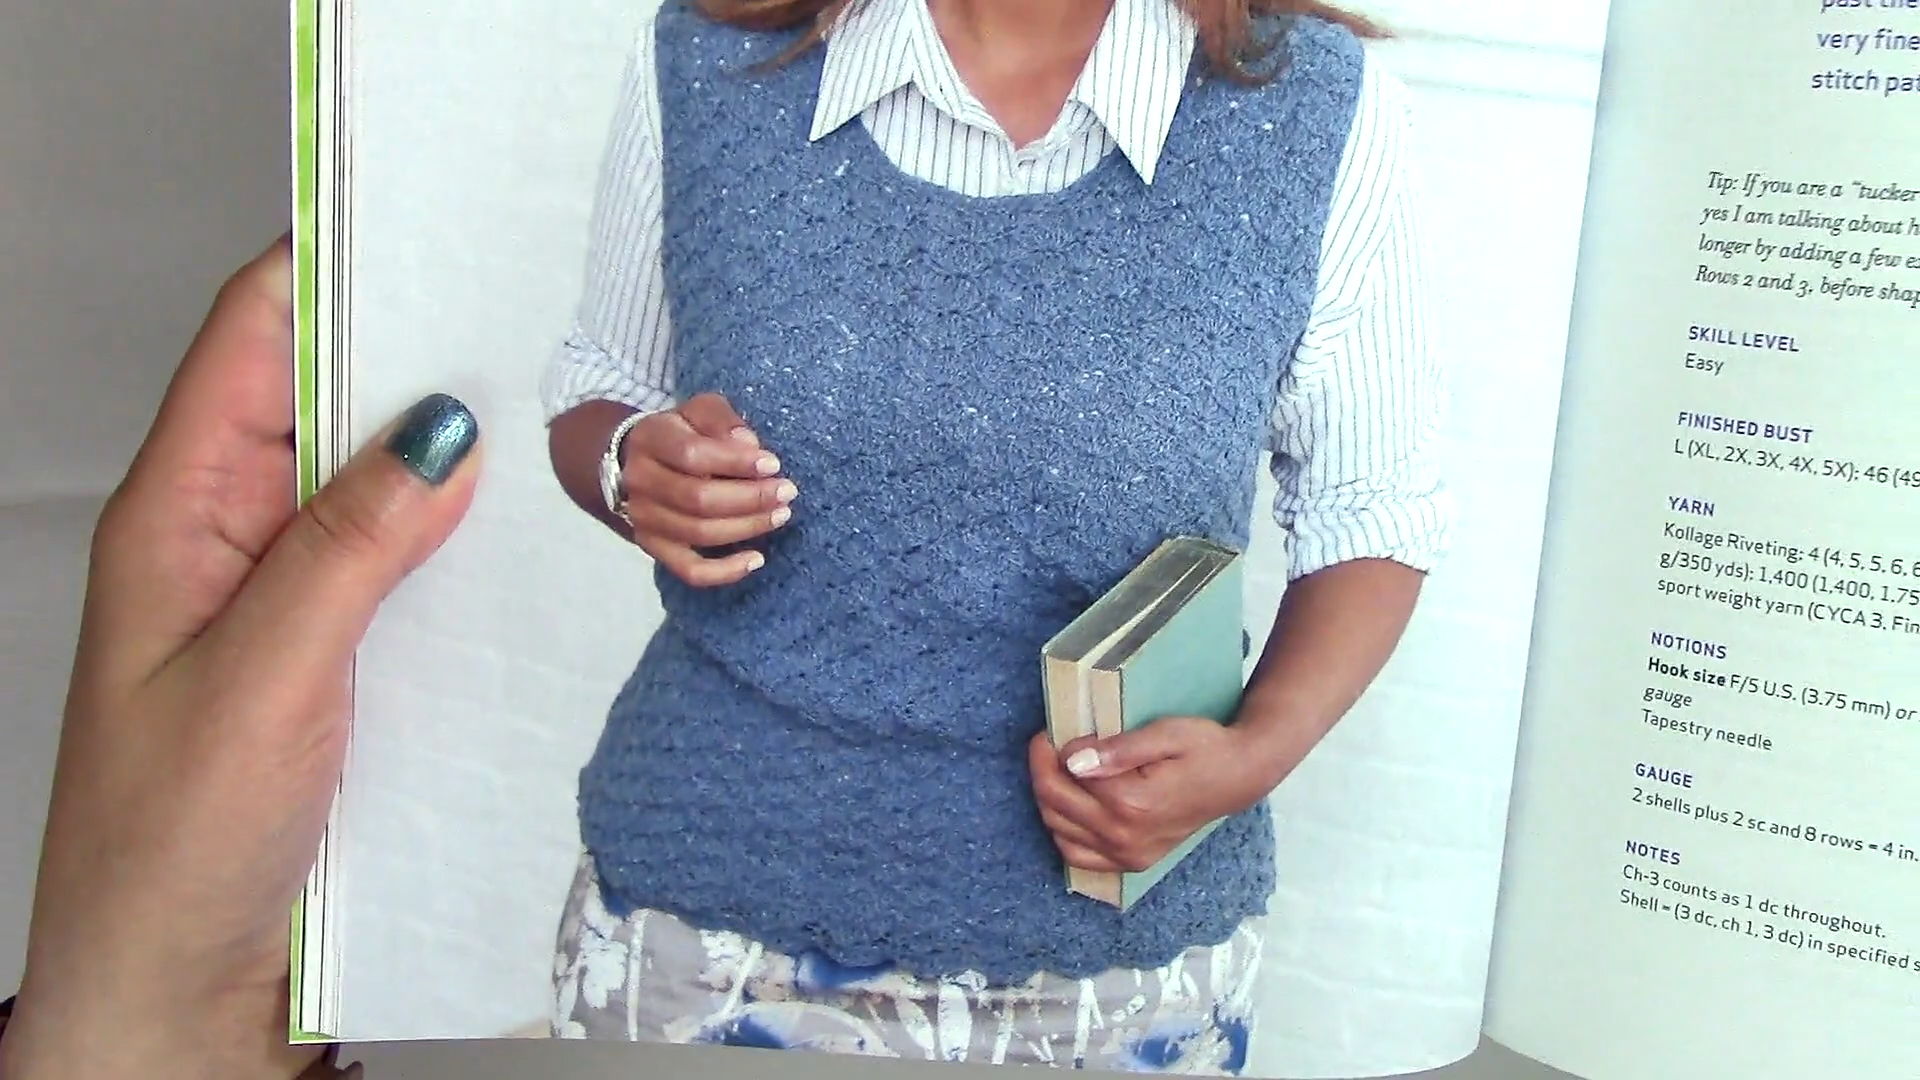 very fine
stitch pat
Tip: If you are a "tucker
yes I am talking about h
longer by adding a few ex
Rows 2 and 3, before shap
SKILL LEVEL
Easy
FINISHED BUST
L (XL, 2X, 3X, 4X, 5X): 46 (49
YARN
Kollage Riveting; 4 (4, 5, 5, 6, 6
g/350 yds); 1,400 (1,400, 1,75
sport weight yarn (CYCA 3, Fin
NOTIONS
Hook size F/5 U.S. (3.75 mm) or
gauge
Tapestry needle
GAUGE
2 shells plus 2 sc and 8 rows = 4 in.
NOTES
Ch-3 counts as 1 dc throughout.
Shell = (3 dc, ch 1, 3 dc) in specified s